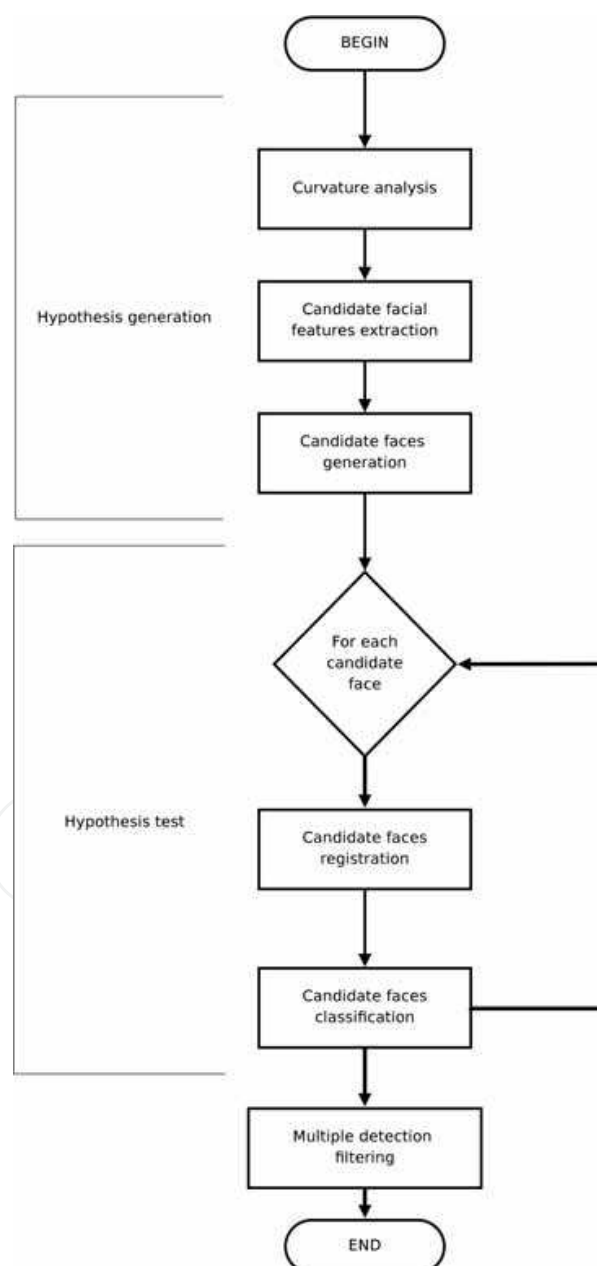 BEGIN
Curvature analysis
Hypothesis generation
Candidate facial
features extraction
Candidate faces
generation
For each
candidate
face
Hypothesis test
Candidate faces
registration
Candidate faces
classification
Multiple detection
filtering
END